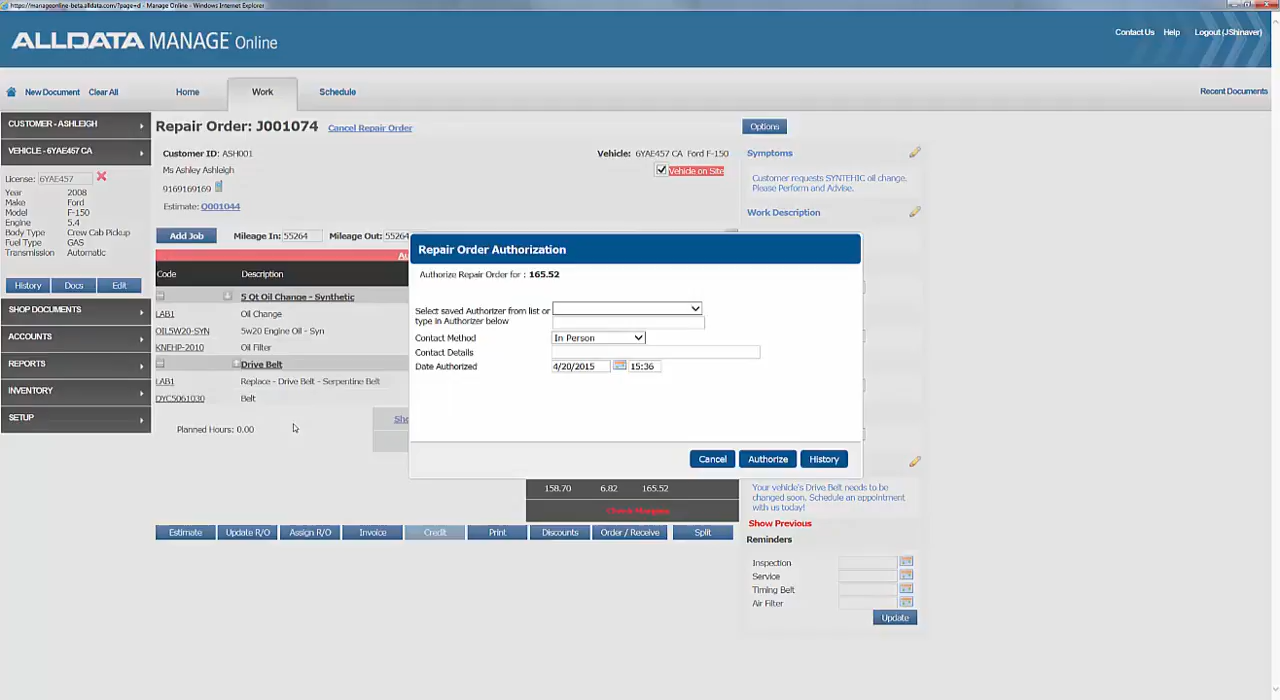 https://manageonline-beta.alldata.com/?page=d - Manage Online - Windows Internet Explorer
ALLDATA MANAGE Online
Contact Us Help Logout (JShinaver)
New Document Clear All Home Work Schedule Recent Documents
CUSTOMER - ASHLEIGH
VEHICLE - 6YAE457 CA
License: 6YAE457
Year 2008
Make Ford
Model F-150
Engine 5.4
Body Type Crew Cab Pickup
Fuel Type GAS
Transmission Automatic
History Docs Edit
SHOP DOCUMENTS
ACCOUNTS
REPORTS
INVENTORY
SETUP
Repair Order: J001074 Cancel Repair Order
Customer ID: ASH001
Ms Ashley Ashleigh
9169169169
Estimate: O001044
Vehicle: 6YAE457 CA Ford F-150
Vehicle on Site
Add Job Mileage In: 55264 Mileage Out: 55264
Code Description
5 Qt Oil Change - Synthetic
LAB1 Oil Change
OIL5W20-SYN 5w20 Engine Oil - Syn
KNEHP-2010 Oil Filter
Drive Belt
LAB1 Replace - Drive Belt - Serpentine Belt
DYC5061030 Belt
Planned Hours: 0.00
Repair Order Authorization
Authorize Repair Order for : 165.52
Select saved Authorizer from list or
type in Authorizer below
Contact Method In Person
Contact Details
Date Authorized 4/20/2015 15:36
Cancel Authorize History
158.70 6.82 165.52
Check Margins
Estimate Update R/O Assign R/O Invoice Credit Print Discounts Order / Receive Split
Options
Symptoms
Customer requests SYNTEHIC oil change.
Please Perform and Advise.
Work Description
Your vehicle's Drive Belt needs to be
changed soon. Schedule an appointment
with us today!
Show Previous
Reminders
Inspection
Service
Timing Belt
Air Filter
Update